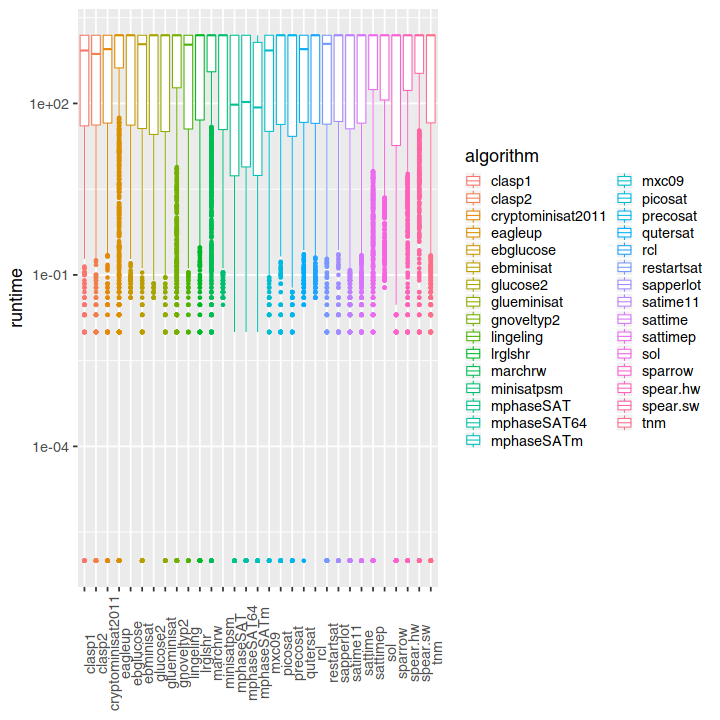 1e+02
1e-01
1e-04
runtime
clasp1
clasp2
cryptominisat2011
eagleup
ebglucose
ebminisat
glucose2
glueminisat
gnoveltyp2
lingeling
lrglshr
marchrw
minisatpsm
mphaseSAT
mphaseSAT64
mphaseSATm
mxc09
picosat
precosat
qutersat
rcl
restartsat
sapperlot
satime11
sattime
sattimep
sol
sparrow
spear.hw
spear.sw
tnm
algorithm
clasp1
clasp2
cryptominisat2011
eagleup
ebglucose
ebminisat
glucose2
glueminisat
gnoveltyp2
lingeling
lrglshr
marchrw
minisatpsm
mphaseSAT
mphaseSAT64
mphaseSATm
mxc09
picosat
precosat
qutersat
rcl
restartsat
sapperlot
satime11
sattime
sattimep
sol
sparrow
spear.hw
spear.sw
tnm